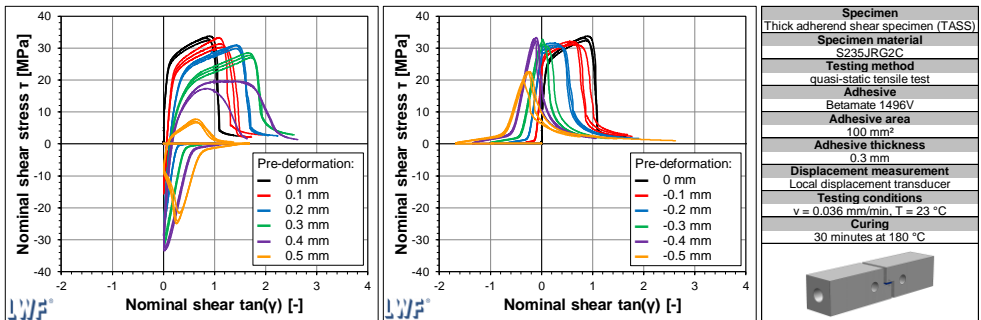 Nominal shear stress τ [MPa]
40
30
20
10
0
-10
-20
-30
-40
-2
-1
0
1
2
3
4
Nominal shear tan(γ) [-]
Pre-deformation:
0 mm
0.1 mm
0.2 mm
0.3 mm
0.4 mm
0.5 mm
LWF®
Nominal shear stress τ [MPa]
40
30
20
10
0
-10
-20
-30
-40
-2
-1
0
1
2
3
4
Nominal shear tan(γ) [-]
Pre-deformation:
0 mm
-0.1 mm
-0.2 mm
-0.3 mm
-0.4 mm
-0.5 mm
LWF®
Specimen
Thick adherend shear specimen (TASS)
Specimen material
S235JRG2C
Testing method
quasi-static tensile test
Adhesive
Betamate 1496V
Adhesive area
100 mm²
Adhesive thickness
0.3 mm
Displacement measurement
Local displacement transducer
Testing conditions
v = 0.036 mm/min, T = 23 °C
Curing
30 minutes at 180 °C